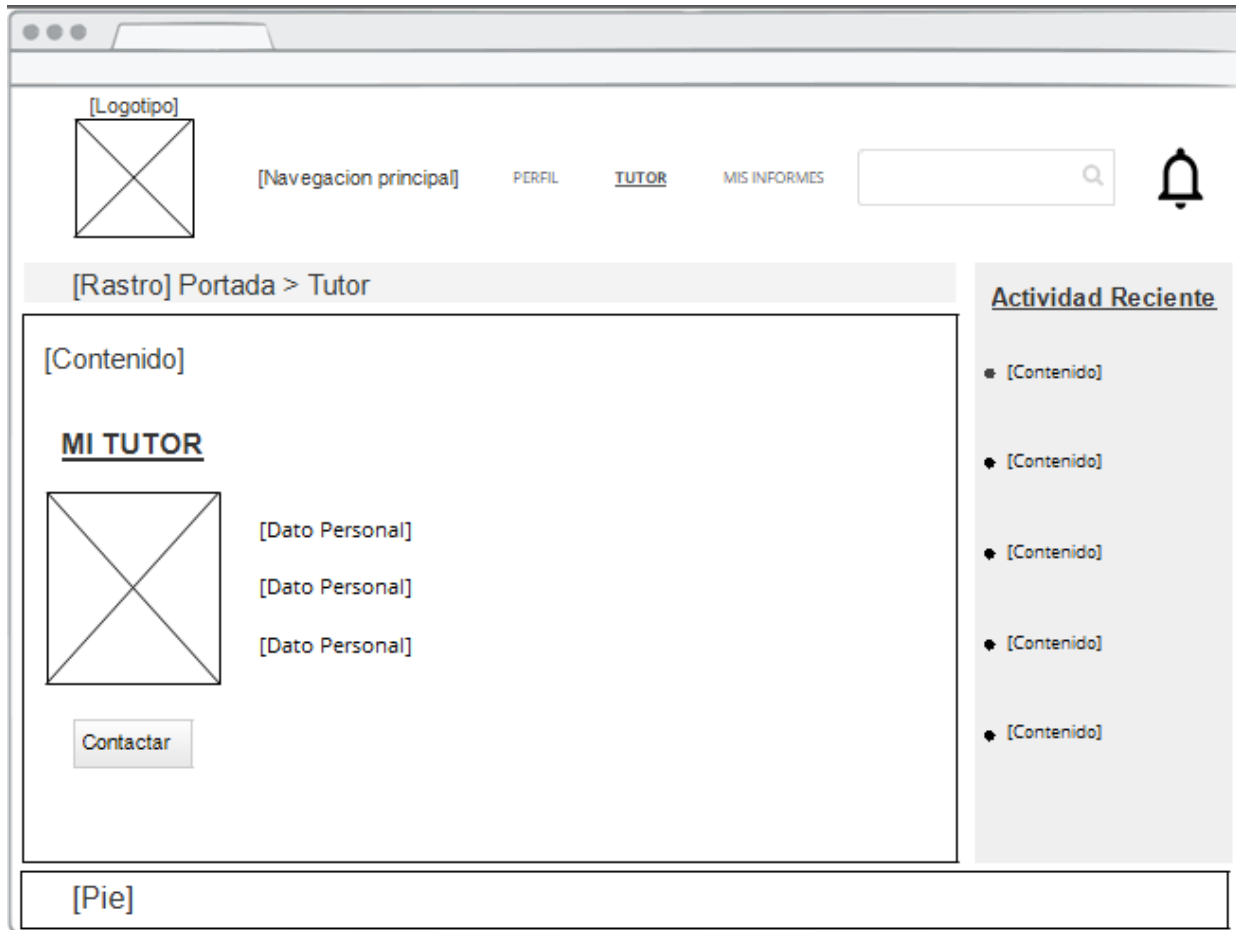 [Logotipo]
[Navegacion principal] PERFIL TUTOR MIS INFORMES
[Rastro] Portada > Tutor
[Contenido]
MI TUTOR
[Dato Personal]
[Dato Personal]
[Dato Personal]
Contactar
Actividad Reciente
[Contenido]
[Contenido]
[Contenido]
[Contenido]
[Contenido]
[Pie]